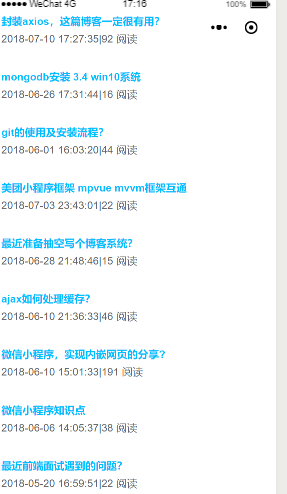 WeChat 4G 17:16 100%
封装axios，这篇博客一定很有用?
2018-07-10 17:27:35|92 阅读
mongodb安装 3.4 win10系统
2018-06-26 17:31:44|16 阅读
git的使用及安装流程?
2018-06-01 16:03:20|44 阅读
美团小程序框架 mpvue mvvm框架互通
2018-07-03 23:43:01|22 阅读
最近准备抽空写个博客系统?
2018-06-28 21:48:46|15 阅读
ajax如何处理缓存?
2018-06-10 21:36:33|46 阅读
微信小程序，实现内嵌网页的分享?
2018-06-10 15:01:33|191 阅读
微信小程序知识点
2018-06-06 14:05:37|38 阅读
最近前端面试遇到的问题?
2018-05-20 16:59:51|22 阅读